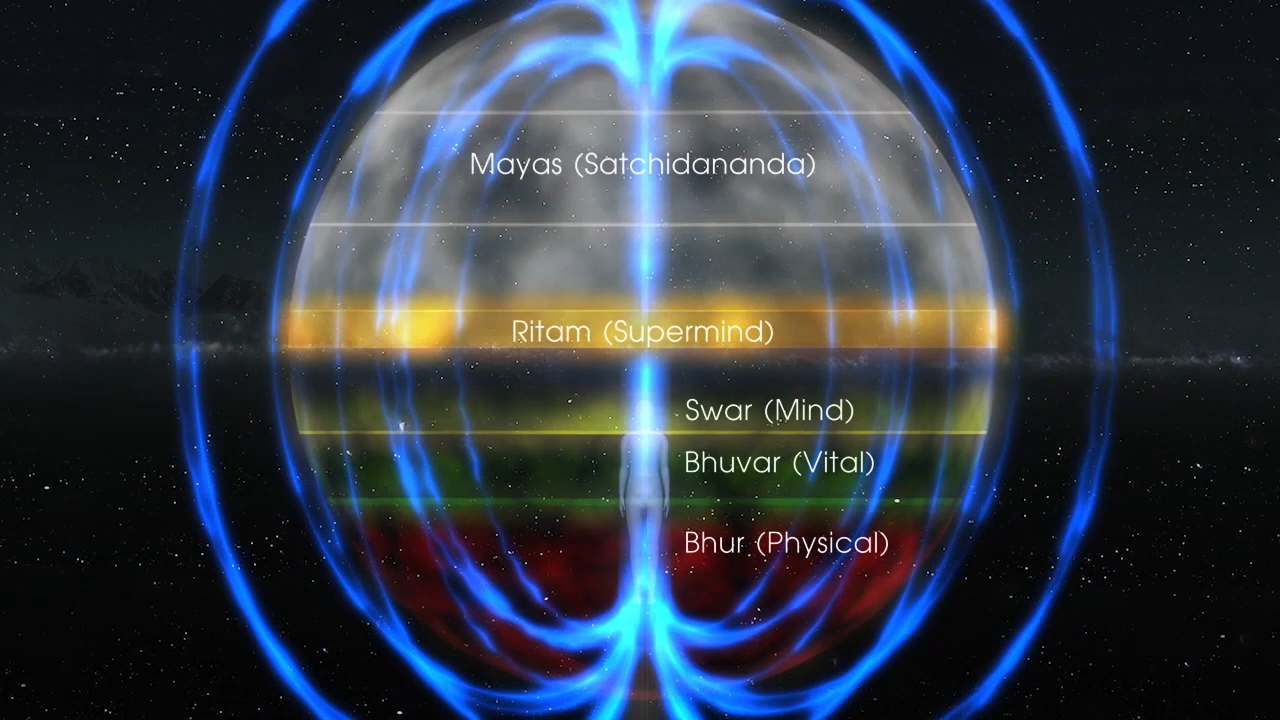 Mayas (Satchidananda)
Ritam (Supermind)
Swar (Mind)
Bhuvar (Vital)
Bhur (Physical)